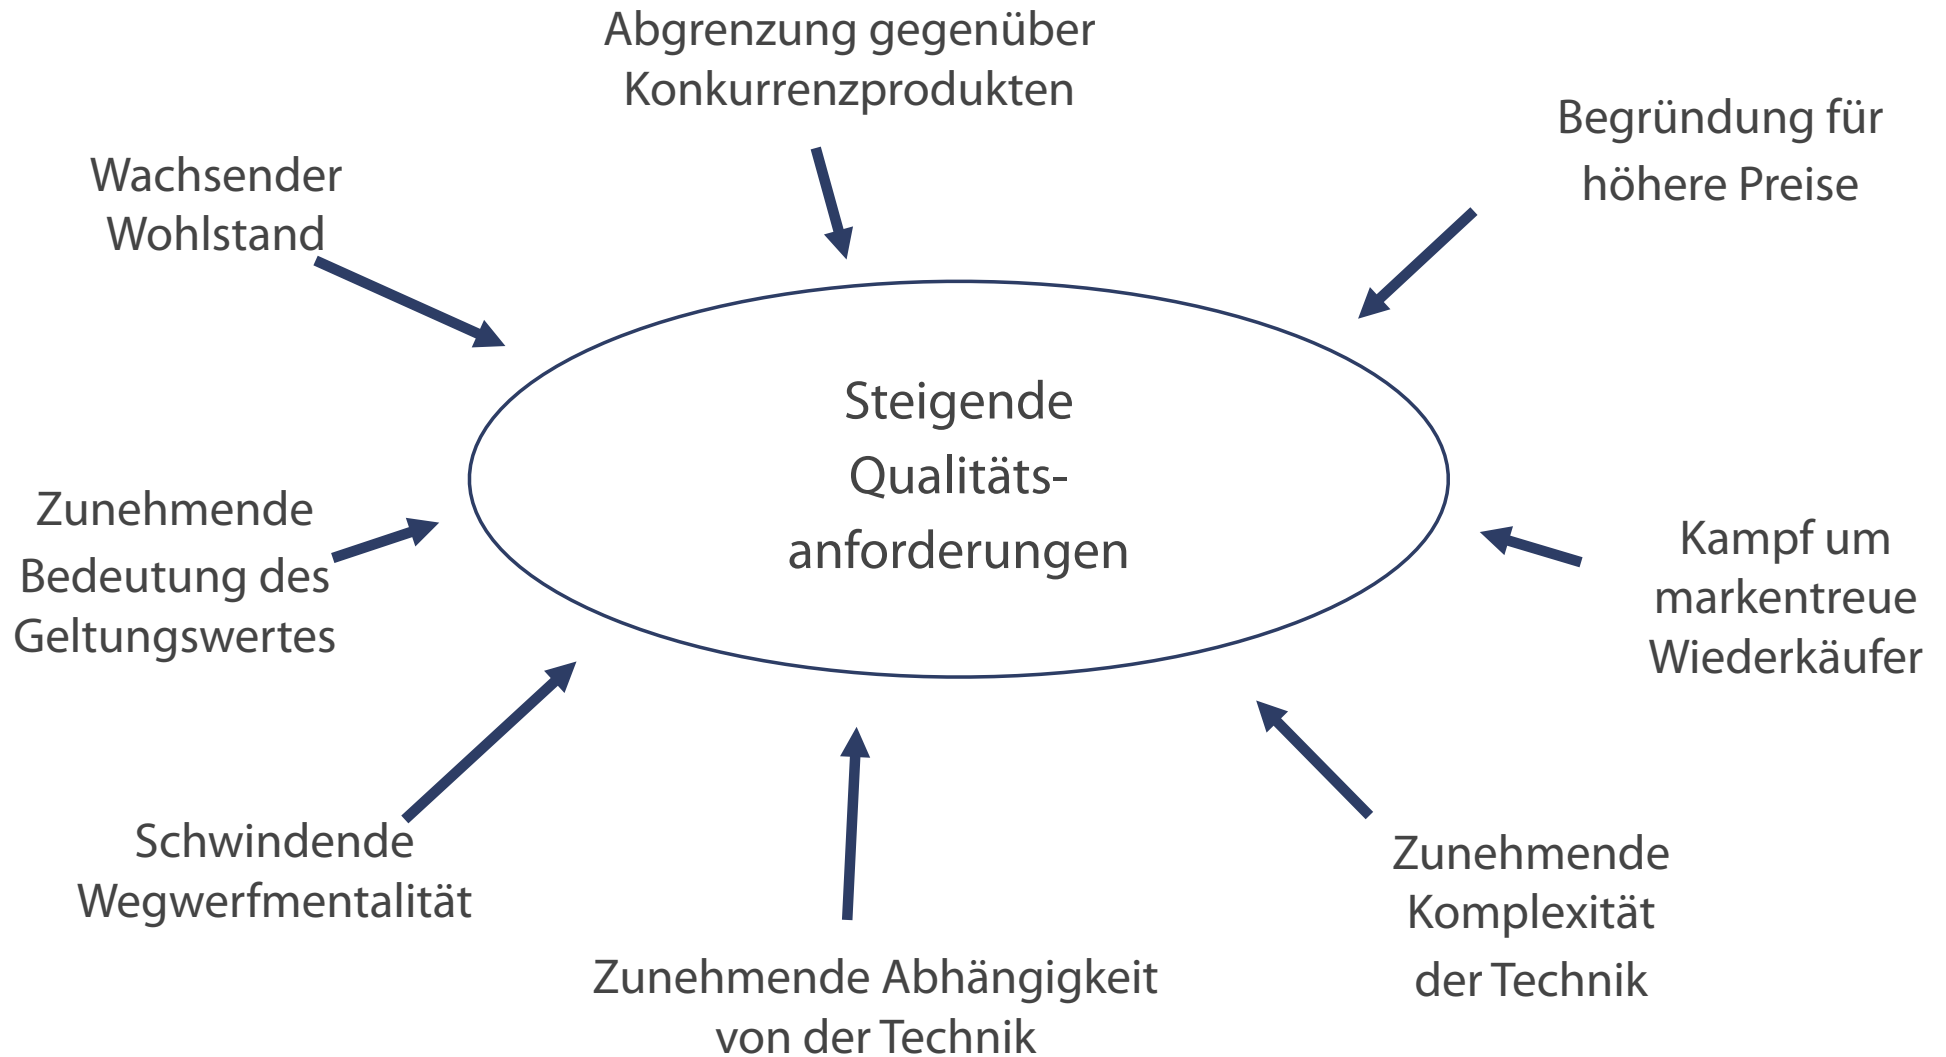 Abgrenzung gegenüber
Konkurrenzprodukten
Begründung für
höhere Preise
Wachsender
Wohlstand
Steigende
Qualitäts-
anforderungen
Zunehmende
Bedeutung des
Geltungswertes
Kampf um
markentreue
Wiederkäufer
Schwindende
Wegwerfmentalität
Zunehmende
Komplexität
der Technik
Zunehmende Abhängigkeit
von der Technik